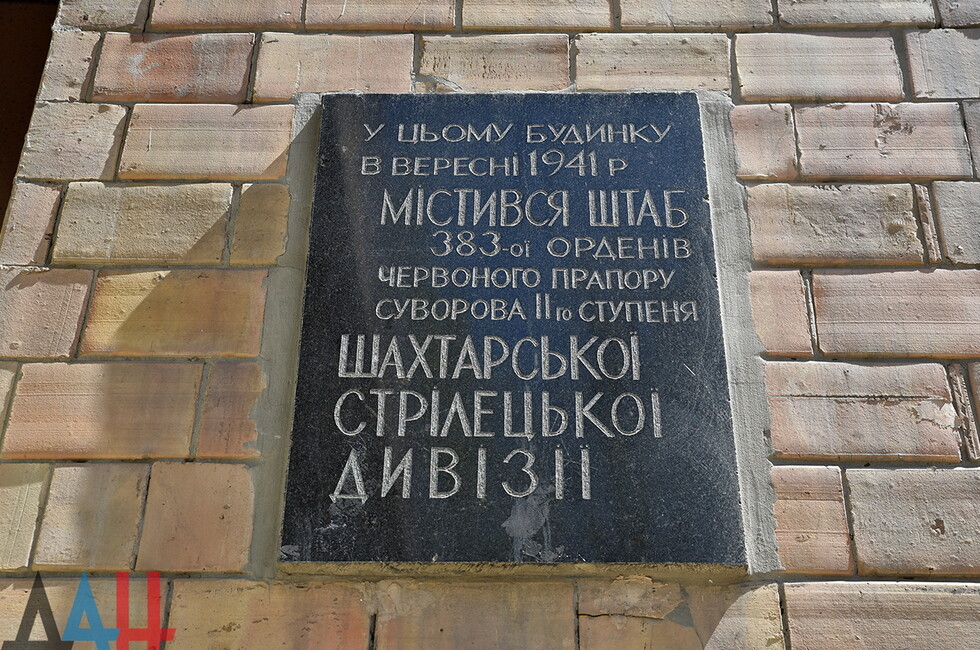 У ЦЬОМУ БУДИНКУ
В ВЕРЕСНІ 1941 Р
МІСТИВСЯ ШТАБ
383-ої ОРДЕНІВ
ЧЕРВОНОГО ПРАПОРУ
СУВОРОВА ІІго СТУПЕНЯ
ШАХТАРСЬКОЇ
СТРІЛЕЦЬКОЇ
ДИВІЗІЇ
ДАН